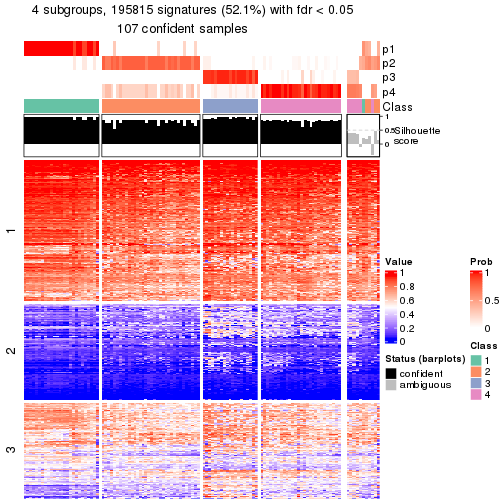 4 subgroups, 195815 signatures (52.1%) with fdr < 0.05
107 confident samples
p1
p2
p3
p4
Class
1
0.5
0
Silhouette
score
1
2
3
Value
1
0.8
0.6
0.4
0.2
0
Status (barplots)
confident
ambiguous
Prob
1
0.5
0
Class
1
2
3
4